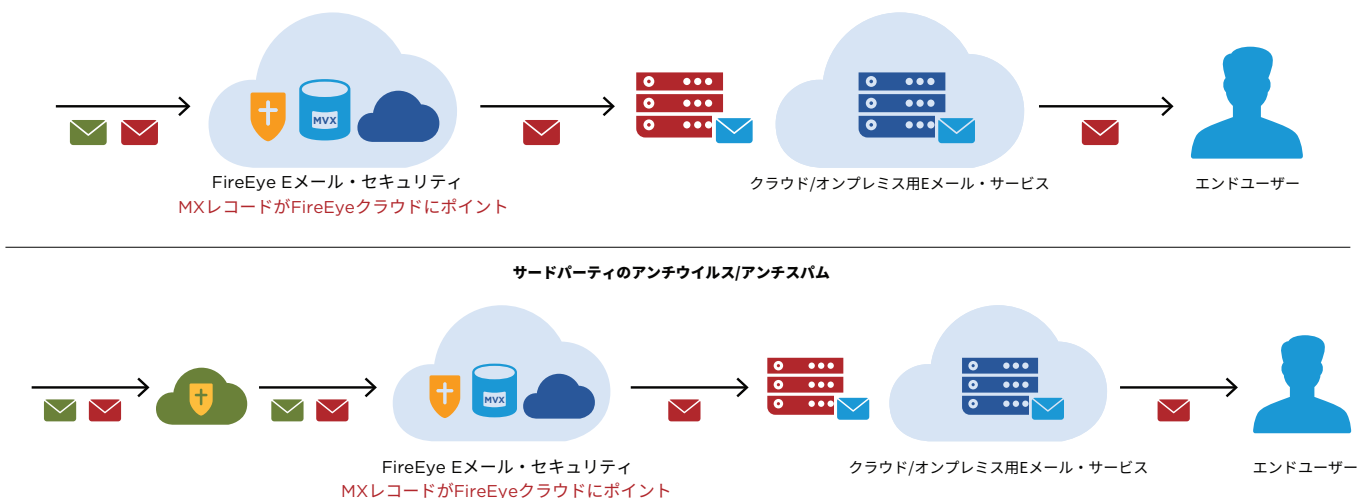 MVX
FireEye Eメール・セキュリティ
MXレコードがFireEyeクラウドにポイント
クラウド/オンプレミス用Eメール・サービス
エンドユーザー
サードパーティのアンチウイルス/アンチスパム
MVX
FireEye Eメール・セキュリティ
MXレコードがFireEyeクラウドにポイント
クラウド/オンプレミス用Eメール・サービス
エンドユーザー